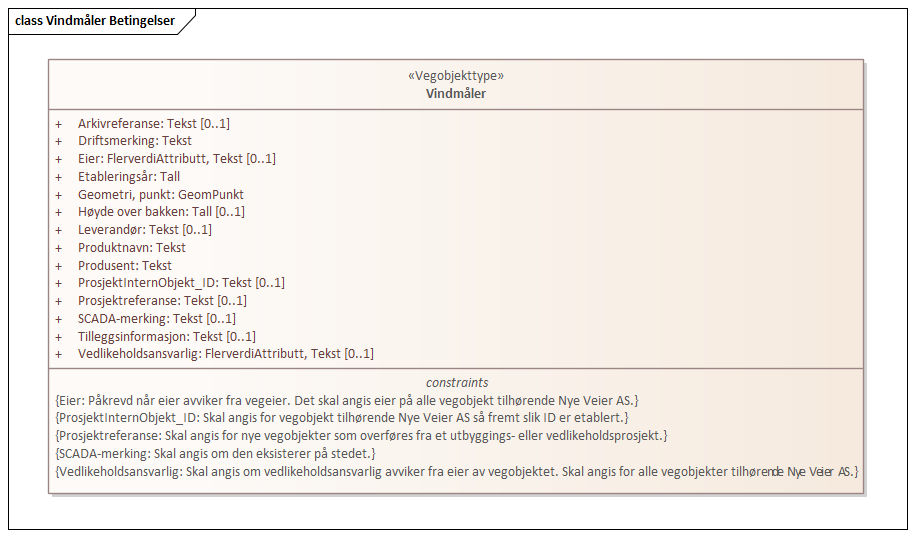 class Vindmåler Betingelser
«Vegobjekttype»
Vindmåler
+ Arkivreferanse: Tekst [0..1]
+ Driftsmerking: Tekst
+ Eier: FlerverdiAttributt, Tekst [0..1]
+ Etableringsår: Tall
+ Geometri, punkt: GeomPunkt
+ Høyde over bakken: Tall [0..1]
+ Leverandør: Tekst [0..1]
+ Produktnavn: Tekst
+ Produsent: Tekst
+ ProsjektInternObjekt_ID: Tekst [0..1]
+ Prosjektreferanse: Tekst [0..1]
+ SCADA-merking: Tekst [0..1]
+ Tilleggsinformasjon: Tekst [0..1]
+ Vedlikeholdsansvarlig: FlerverdiAttributt, Tekst [0..1]
constraints
{Eier: Påkrevd når eier avviker fra vegeier. Det skal angis eier på alle vegobjekt tilhørende Nye Veier AS.}
{ProsjektInternObjekt_ID: Skal angis for vegobjekt tilhørende Nye Veier AS så fremt slik ID er etablert.}
{Prosjektreferanse: Skal angis for nye vegobjekter som overføres fra et utbyggings- eller vedlikeholdsprosjekt.}
{SCADA-merking: Skal angis om den eksisterer på stedet.}
{Vedlikeholdsansvarlig: Skal angis om vedlikeholdsansvarlig avviker fra eier av vegobjektet. Skal angis for alle vegobjekter tilhørende Nye Veier AS.}